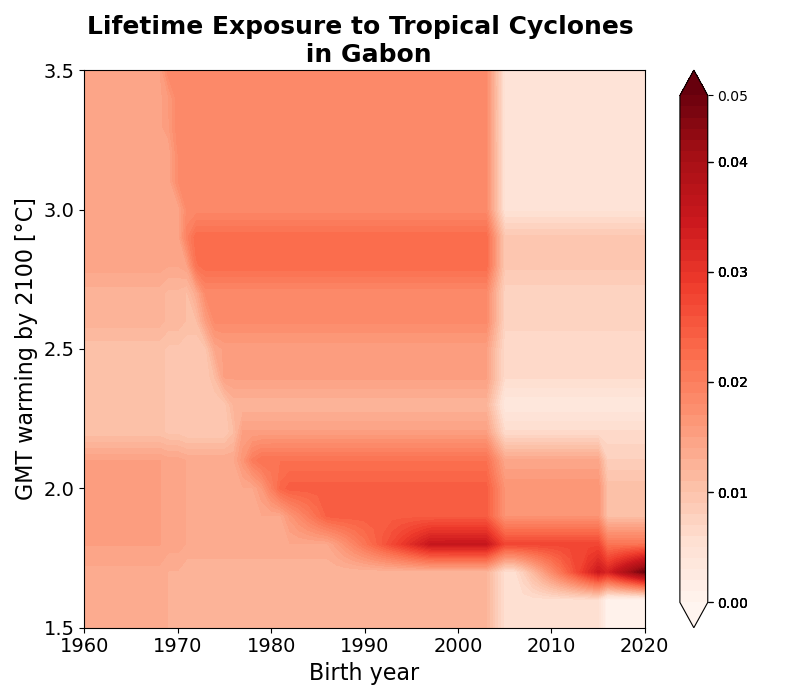 Lifetime Exposure to Tropical Cyclones
in Gabon
GMT warming by 2100 [°C]
3.5
3.0
2.5
2.0
1.5
1960 1970 1980 1990 2000 2010 2020
Birth year
0.05
0.04
0.03
0.02
0.01
0.00